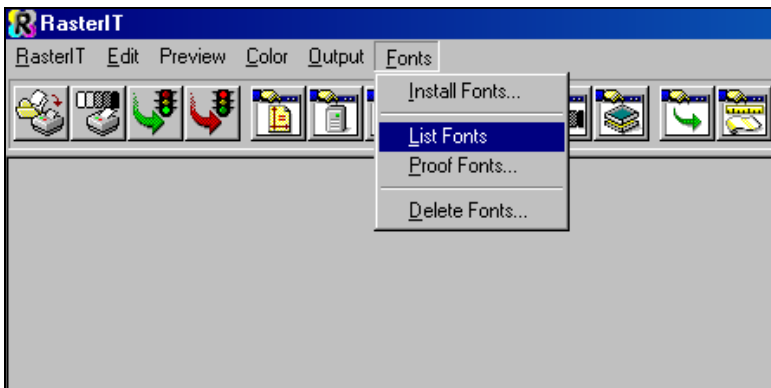 RasterIT
RasterIT Edit Preview Color Output Fonts
Install Fonts...
List Fonts
Proof Fonts...
Delete Fonts...